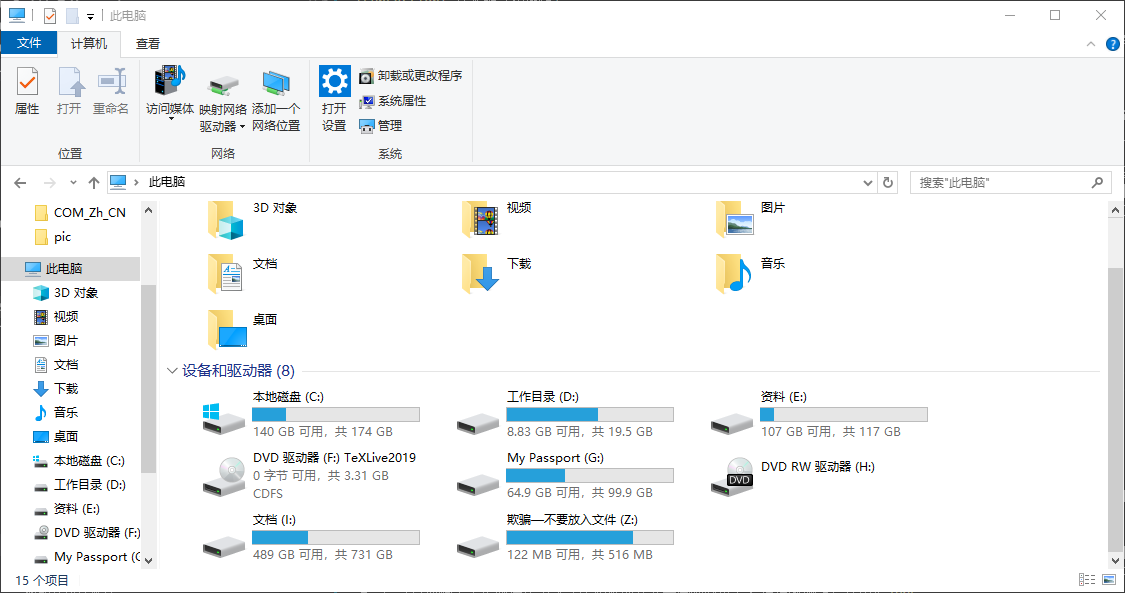 此电脑
文件 计算机 查看
属性 打开 重命名 访问媒体 映射网络驱动器 添加一个网络位置 打开设置 卸载或更改程序
系统属性
管理
位置 网络 系统
此电脑 搜索"此电脑"
COM_Zh_CN
pic
此电脑
3D 对象
视频
图片
文档
下载
音乐
桌面
本地磁盘 (C:)
工作目录 (D:)
资料 (E:)
DVD 驱动器 (F:)
My Passport (G
3D 对象 视频 图片
文档 下载 音乐
桌面
设备和驱动器 (8)
本地磁盘 (C:)
140 GB 可用，共 174 GB
工作目录 (D:)
8.83 GB 可用，共 19.5 GB
资料 (E:)
107 GB 可用，共 117 GB
DVD 驱动器 (F:) TeXLive2019
0 字节 可用，共 3.31 GB
CDFS
My Passport (G:)
64.9 GB 可用，共 99.9 GB
DVD
DVD RW 驱动器 (H:)
文档 (I:)
489 GB 可用，共 731 GB
欺骗—不要放入文件 (Z:)
122 MB 可用，共 516 MB
15 个项目